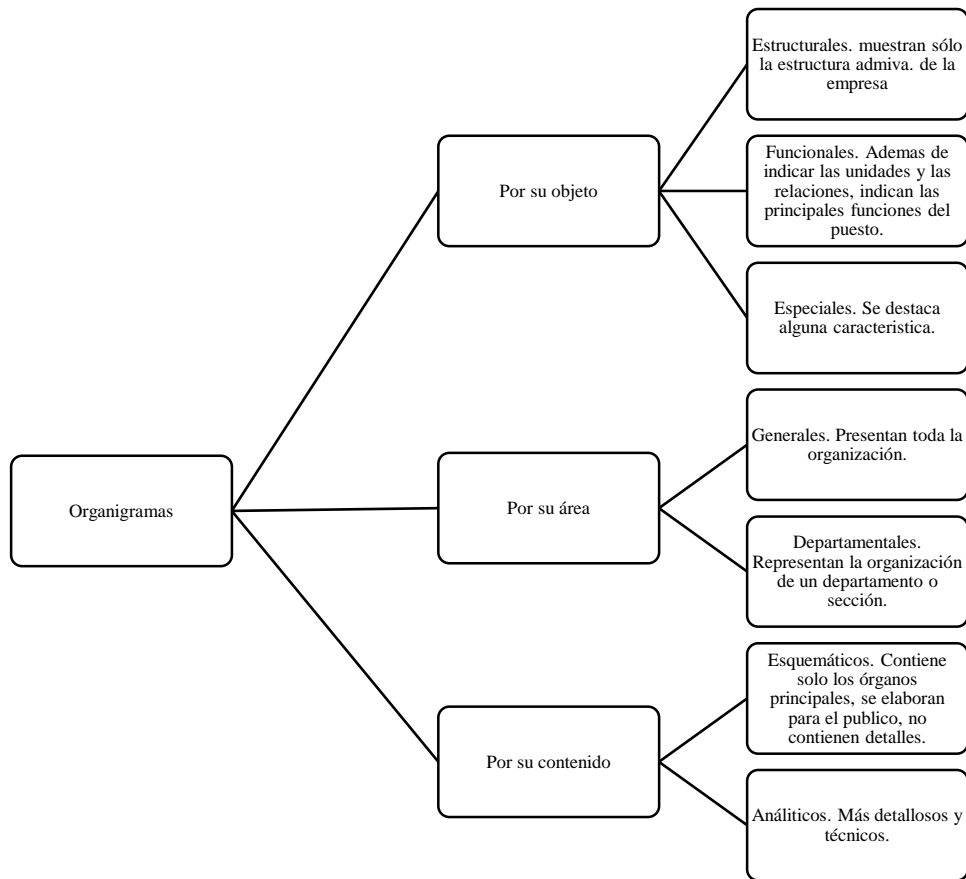 Organigramas
Por su objeto
Estructurales. muestran sólo
la estructura admiva. de la
empresa
Funcionales. Ademas de
indicar las unidades y las
relaciones, indican las
principales funciones del
puesto.
Especiales. Se destaca
alguna caracteristica.
Por su área
Generales. Presentan toda la
organización.
Departamentales.
Representan la organización
de un departamento o
sección.
Por su contenido
Esquemáticos. Contiene
solo los órganos
principales, se elaboran
para el publico, no
contienen detalles.
Análiticos. Más detallosos y
técnicos.